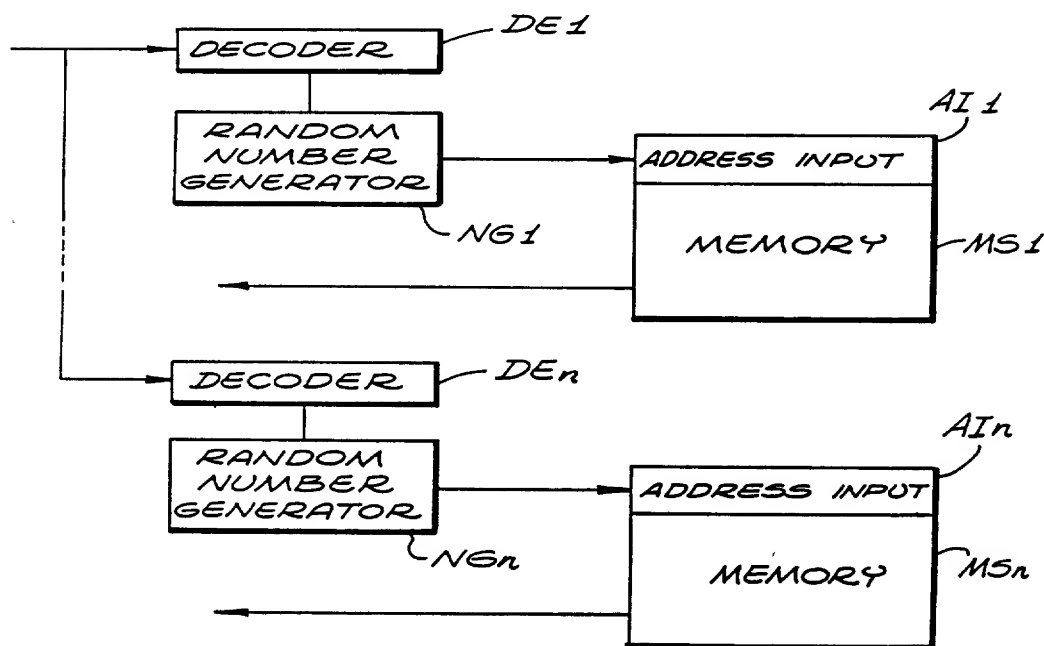 DECODER
DE1
RANDOM
NUMBER
GENERATOR
NG1
AI1
ADDRESS INPUT
MEMORY
MS1
DECODER
DEn
RANDOM
NUMBER
GENERATOR
NGn
AIn
ADDRESS INPUT
MEMORY
MSn